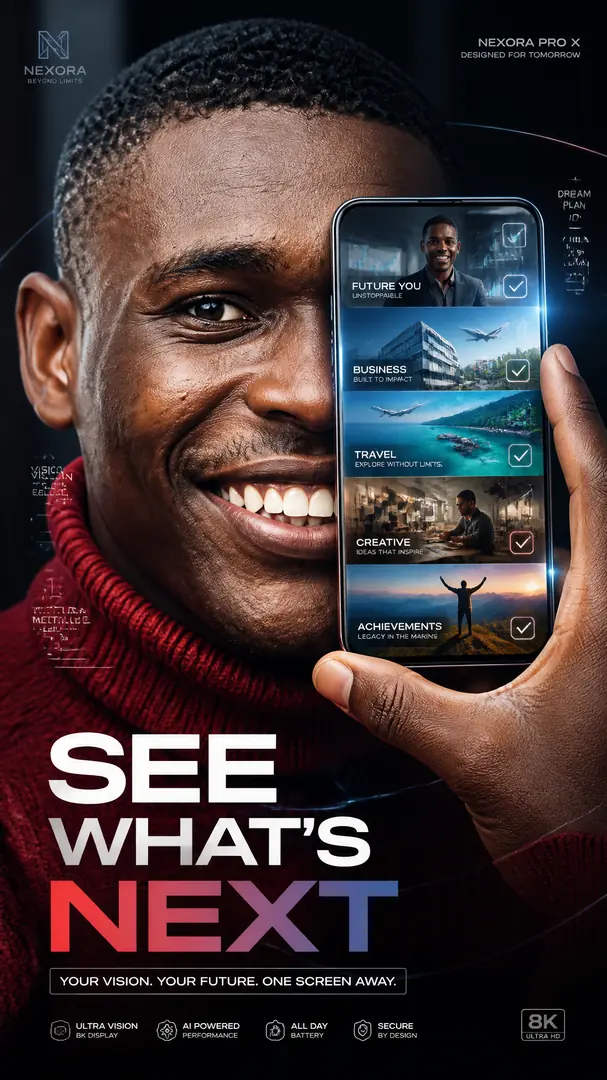 NEXORA
BEYOND LIMITS
NEXORA PRO X
DESIGNED FOR TOMORROW
DREAM
PLAN
FUTURE YOU
UNSTOPPABLE
BUSINESS
BUILT TO IMPACT
TRAVEL
EXPLORE WITHOUT LIMITS.
CREATIVE
IDEAS THAT INSPIRE
ACHIEVEMENTS
LEGACY IN THE MAKING
SEE
WHAT'S
NEXT
YOUR VISION. YOUR FUTURE. ONE SCREEN AWAY.
ULTRA VISION
8K DISPLAY
AI POWERED
PERFORMANCE
ALL DAY
BATTERY
SECURE
BY DESIGN
8K
ULTRA HD